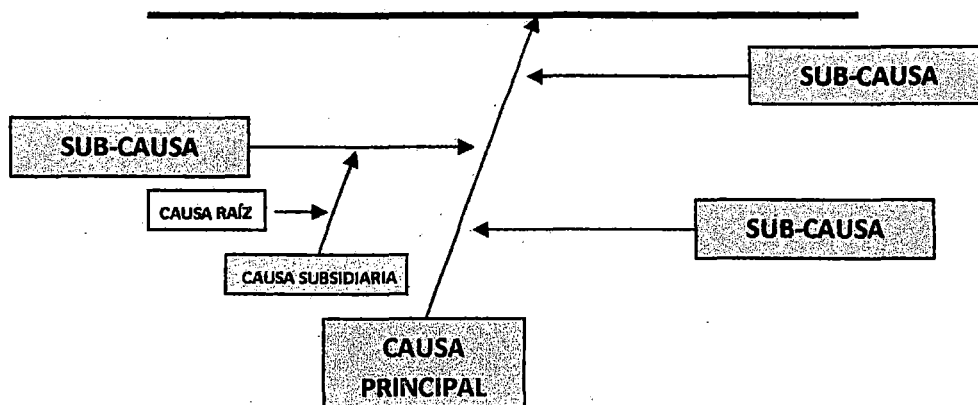 SUB-CAUSA
SUB-CAUSA
CAUSA RAÍZ
SUB-CAUSA
CAUSA SUBSIDIARIA
CAUSA
PRINCIPAL